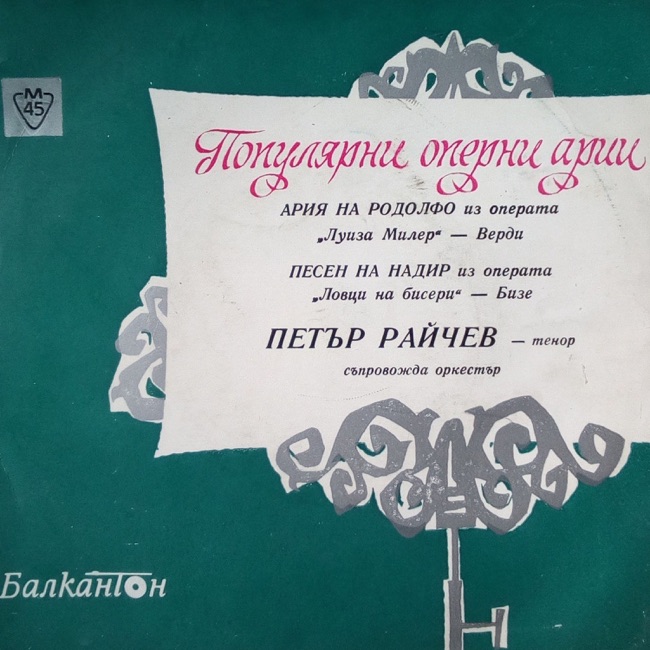 М
45
Популярни оперни арии
АРИЯ НА РОДОЛФО из операта
„Луиза Милер“ — Верди
ПЕСЕН НА НАДИР из операта
„Ловци на бисери“ — Бизе
ПЕТЪР РАЙЧЕВ — тенор
съпровожда оркестър
Балкантон